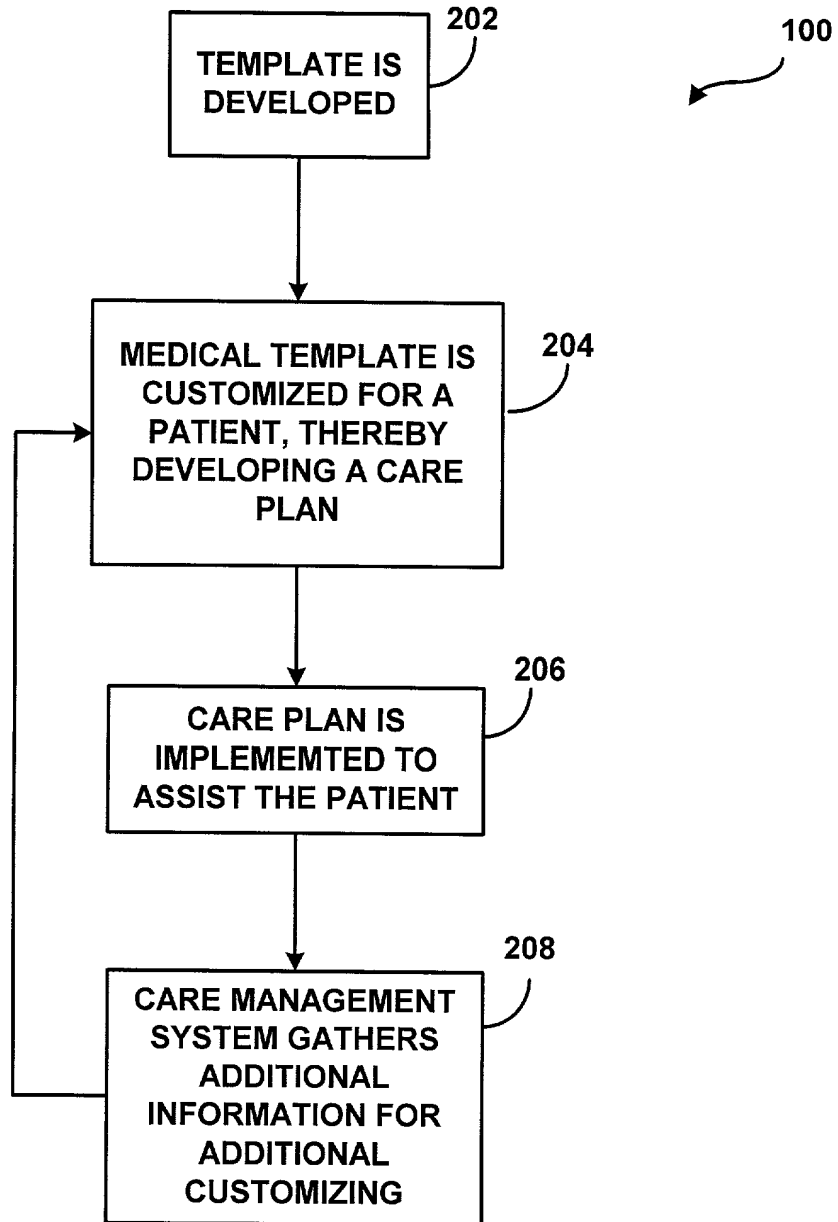 202
100
TEMPLATE IS
DEVELOPED
204
MEDICAL TEMPLATE IS
CUSTOMIZED FOR A
PATIENT, THEREBY
DEVELOPING A CARE
PLAN
206
CARE PLAN IS
IMPLEMEMTED TO
ASSIST THE PATIENT
208
CARE MANAGEMENT
SYSTEM GATHERS
ADDITIONAL
INFORMATION FOR
ADDITIONAL
CUSTOMIZING